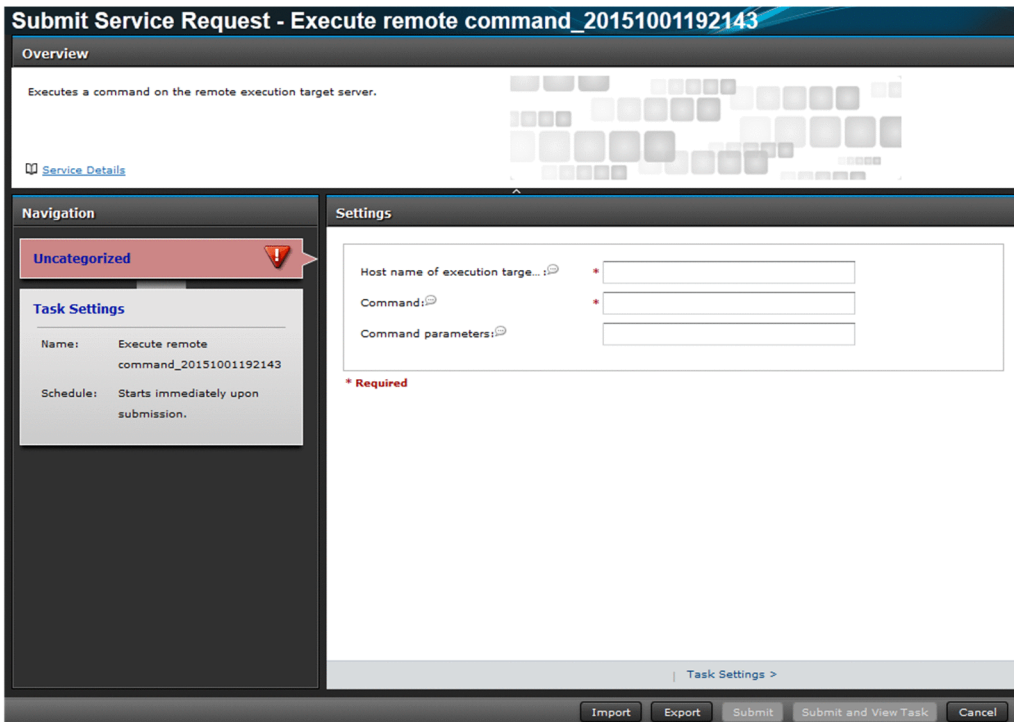 Submit Service Request - Execute remote command_20151001192143
Overview
Executes a command on the remote execution target server.
Service Details
Navigation
Uncategorized
Task Settings
Name: Execute remote
command_20151001192143
Schedule: Starts immediately upon
submission.
Settings
Host name of execution targe... : *
Command: *
Command parameters:
* Required
| Task Settings >
Import Export Submit Submit and View Task Cancel